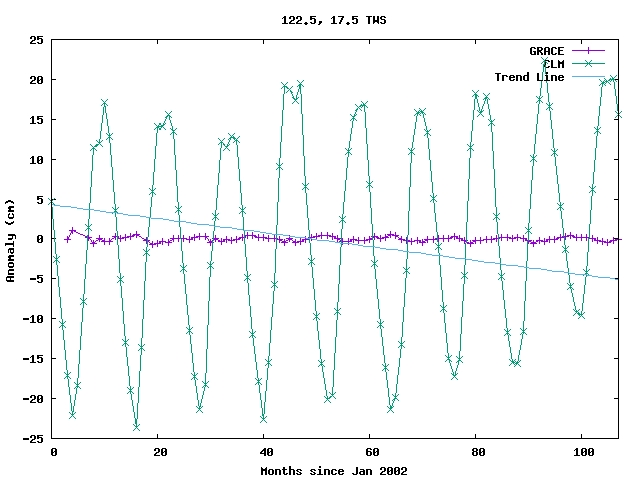 122.5, 17.5 TWS
GRACE
CLM
Trend Line
Anomaly (cm)
25
20
15
10
5
0
-5
-10
-15
-20
-25
0 20 40 60 80 100
Months since Jan 2002